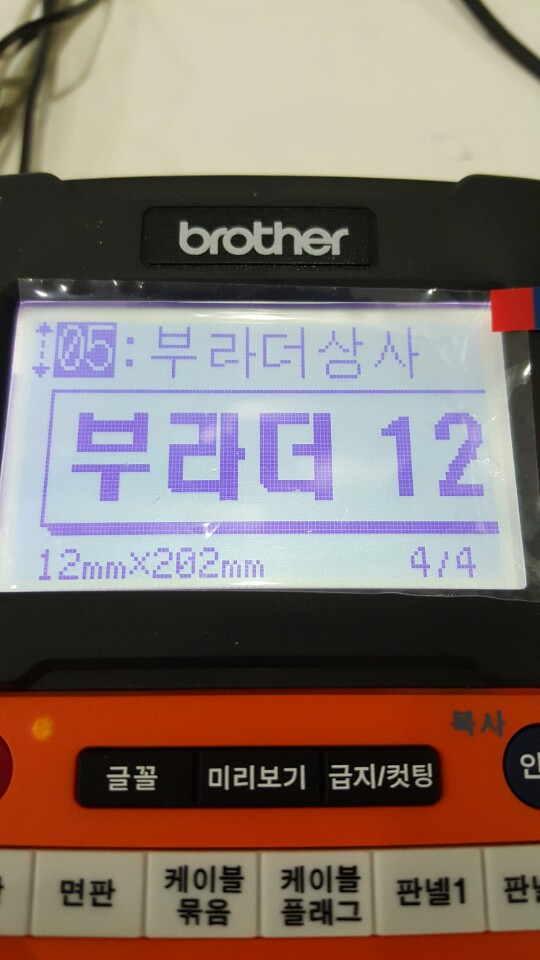 brother
05:부라더상사
부라더 12
12mm×202mm 4/4
복사
글꼴 미리보기 급지/컷팅
면판 케이블 묶음 케이블 플래그 판넬1